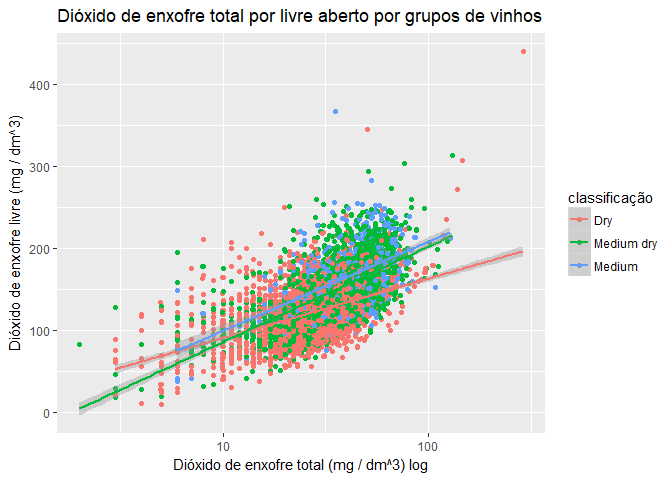 Dióxido de enxofre total por livre aberto por grupos de vinhos
Dióxido de enxofre livre (mg / dm^3)
400
300
200
100
0
10
100
Dióxido de enxofre total (mg / dm^3) log
classificação
Dry
Medium dry
Medium